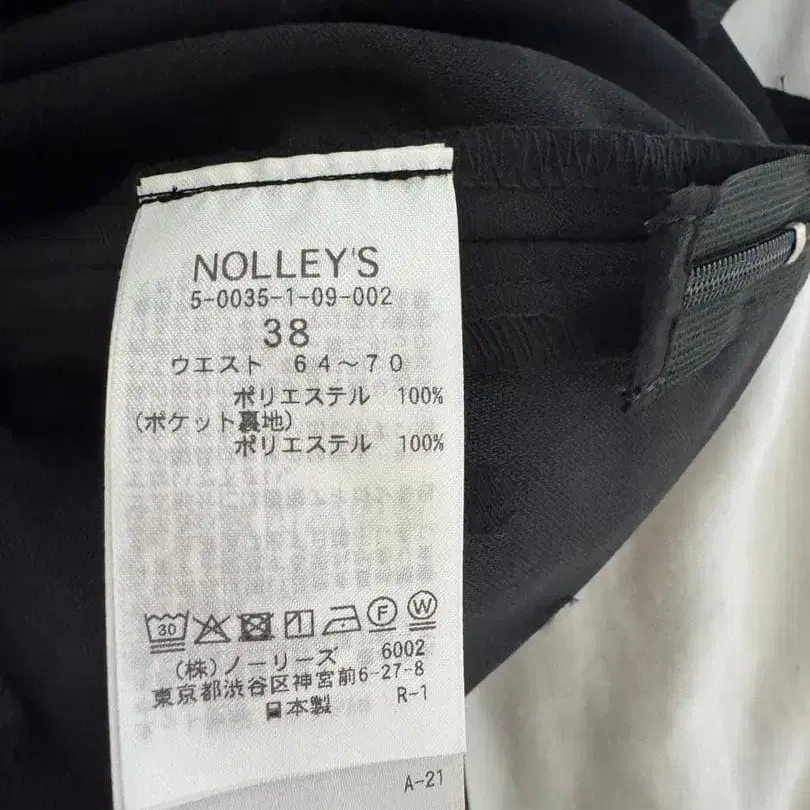 NOLLEY'S
5-0035-1-09-002
38
ウエスト 64～70
ポリエステル 100%
(ポケット裏地)
ポリエステル 100%
30 F W
(株)ノーリーズ 6002
東京都渋谷区神宮前6-27-8
日本製 R-1
A-21